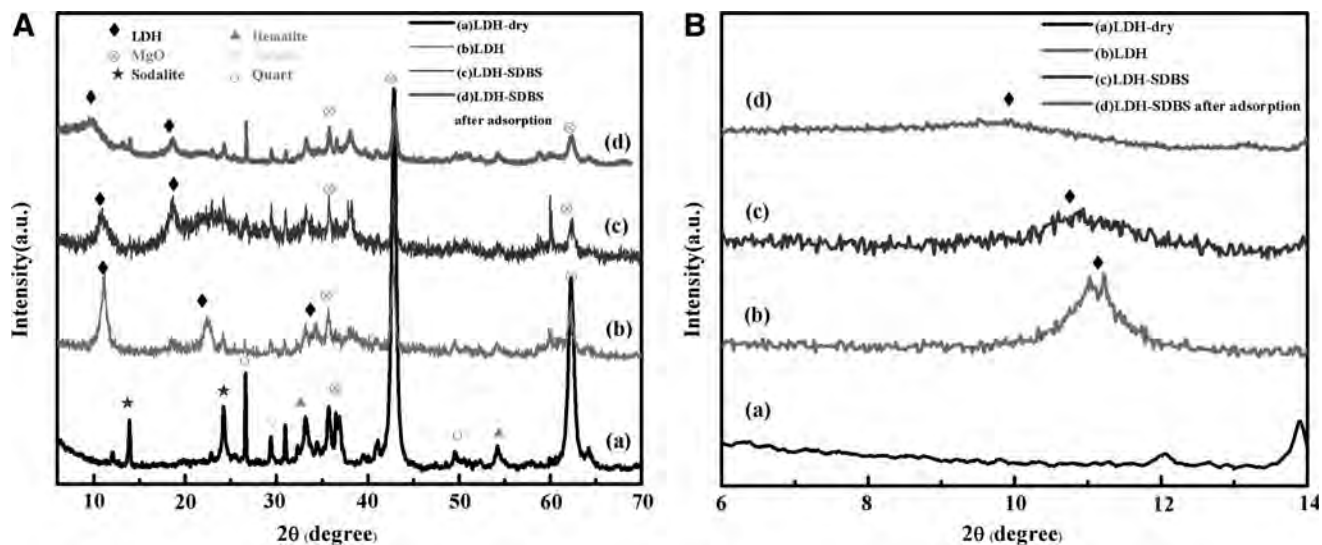 A
LDH
MgO
Sodalite
Hematite
Quart
(a)LDH-dry
(b)LDH
(c)LDH-SDBS
(d)LDH-SDBS
after adsorption
(d)
(c)
(b)
(a)
Intensity(a.u.)
10 20 30 40 50 60 70
2θ (degree)
B
(a)LDH-dry
(b)LDH
(c)LDH-SDBS
(d)LDH-SDBS after adsorption
(d)
(c)
(b)
(a)
Intensity(a.u.)
6 8 10 12 14
2θ (degree)